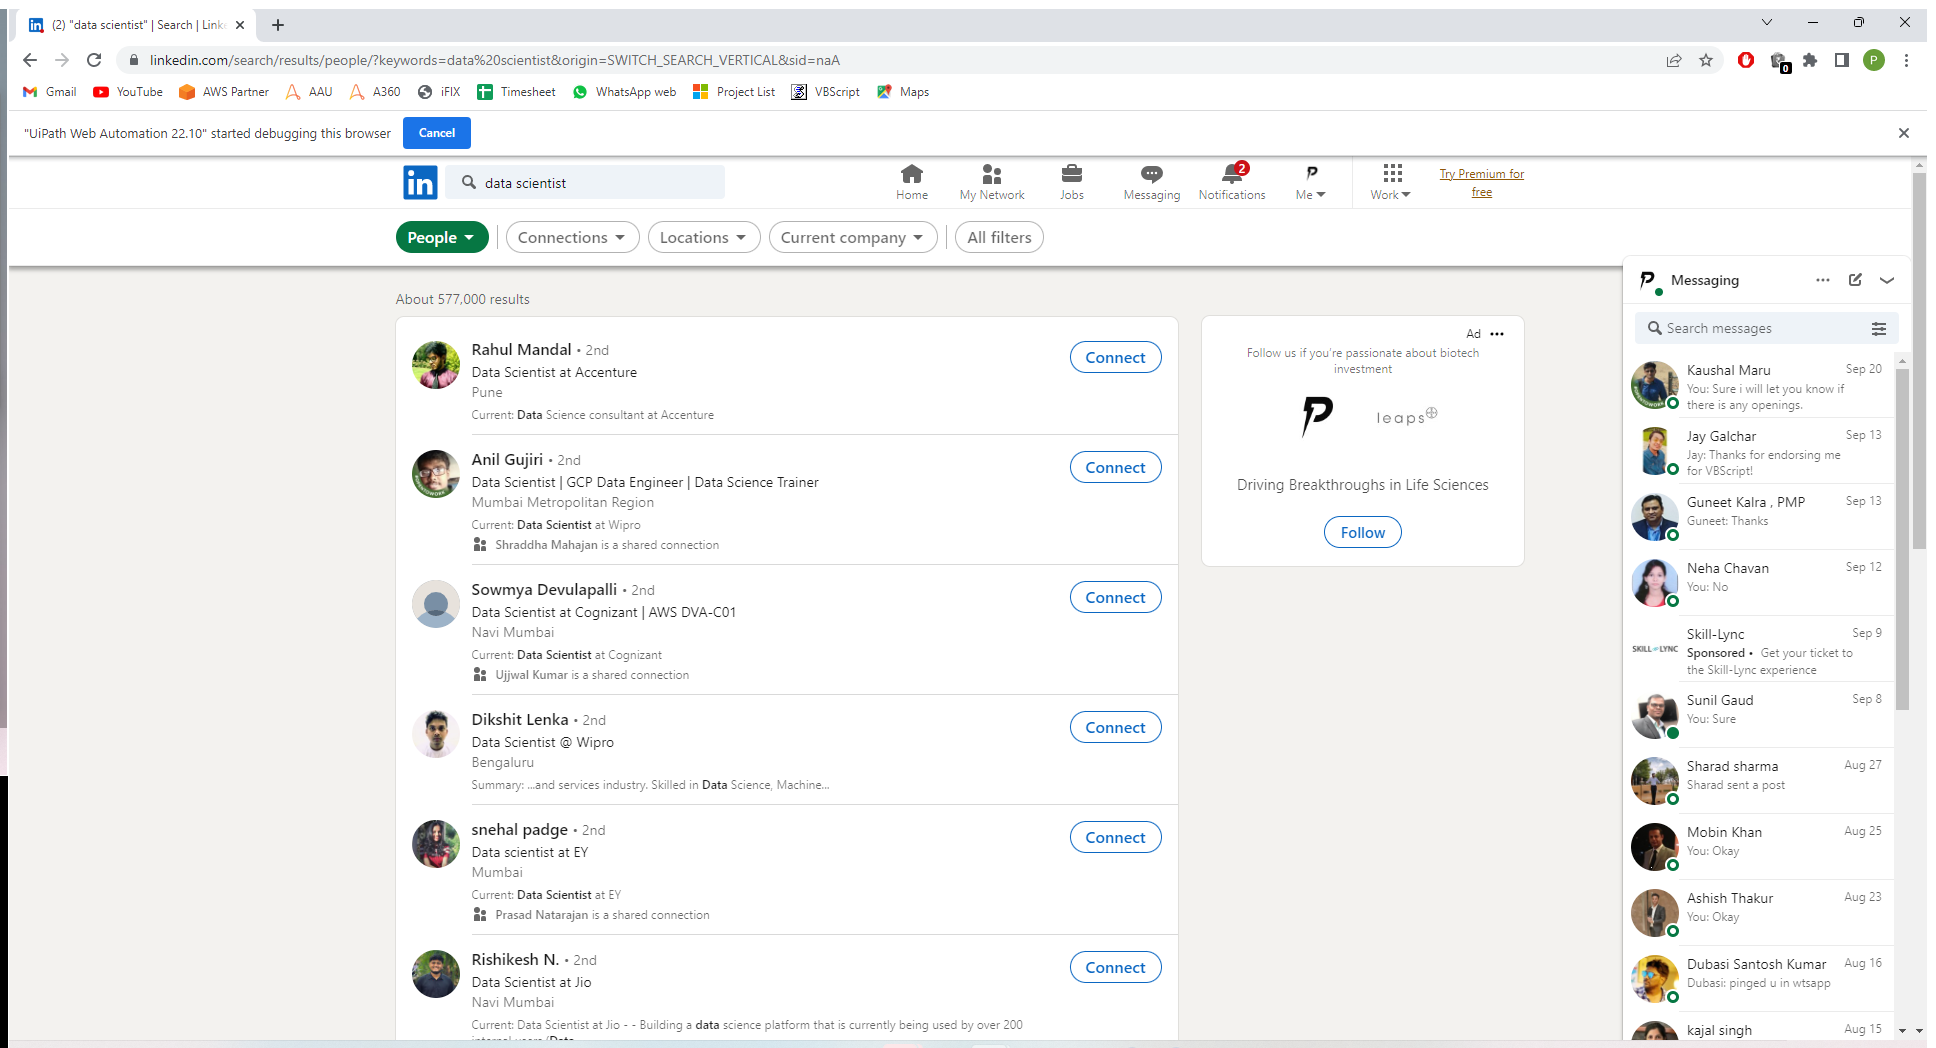 (2) "data scientist" | Search | Link
linkedin.com/search/results/people/?keywords=data%20scientist&origin=SWITCH_SEARCH_VERTICAL&sid=naA
P
0
Gmail YouTube AWS Partner AAU A360 iFIX Timesheet WhatsApp web Project List VBScript Maps
"UiPath Web Automation 22.10" started debugging this browser Cancel
in data scientist
2
Home My Network Jobs Messaging Notifications Me Work Try Premium for
free
People Connections Locations Current company All filters
About 577,000 results
Rahul Mandal • 2nd
Data Scientist at Accenture
Pune
Current: Data Science consultant at Accenture
Connect
Anil Gujiri • 2nd
Data Scientist | GCP Data Engineer | Data Science Trainer
Mumbai Metropolitan Region
Current: Data Scientist at Wipro
Shraddha Mahajan is a shared connection
Connect
Sowmya Devulapalli • 2nd
Data Scientist at Cognizant | AWS DVA-C01
Navi Mumbai
Current: Data Scientist at Cognizant
Ujjwal Kumar is a shared connection
Connect
Dikshit Lenka • 2nd
Data Scientist @ Wipro
Bengaluru
Summary: ...and services industry. Skilled in Data Science, Machine...
Connect
snehal padge • 2nd
Data scientist at EY
Mumbai
Current: Data Scientist at EY
Prasad Natarajan is a shared connection
Connect
Rishikesh N. • 2nd
Data Scientist at Jio
Navi Mumbai
Current: Data Scientist at Jio - - Building a data science platform that is currently being used by over 200
Connect
Ad •••
Follow us if you're passionate about biotech
investment
leaps
Driving Breakthroughs in Life Sciences
Follow
Messaging
Search messages
Kaushal Maru Sep 20
You: Sure i will let you know if
there is any openings.
Jay Galchar Sep 13
Jay: Thanks for endorsing me
for VBScript!
Guneet Kalra , PMP Sep 13
Guneet: Thanks
Neha Chavan Sep 12
You: No
SKILL-LYNC
Skill-Lync Sep 9
Sponsored • Get your ticket to
the Skill-Lync experience
Sunil Gaud Sep 8
You: Sure
Sharad sharma Aug 27
Sharad sent a post
Mobin Khan Aug 25
You: Okay
Ashish Thakur Aug 23
You: Okay
Dubasi Santosh Kumar Aug 16
Dubasi: pinged u in wtsapp
kajal singh Aug 15